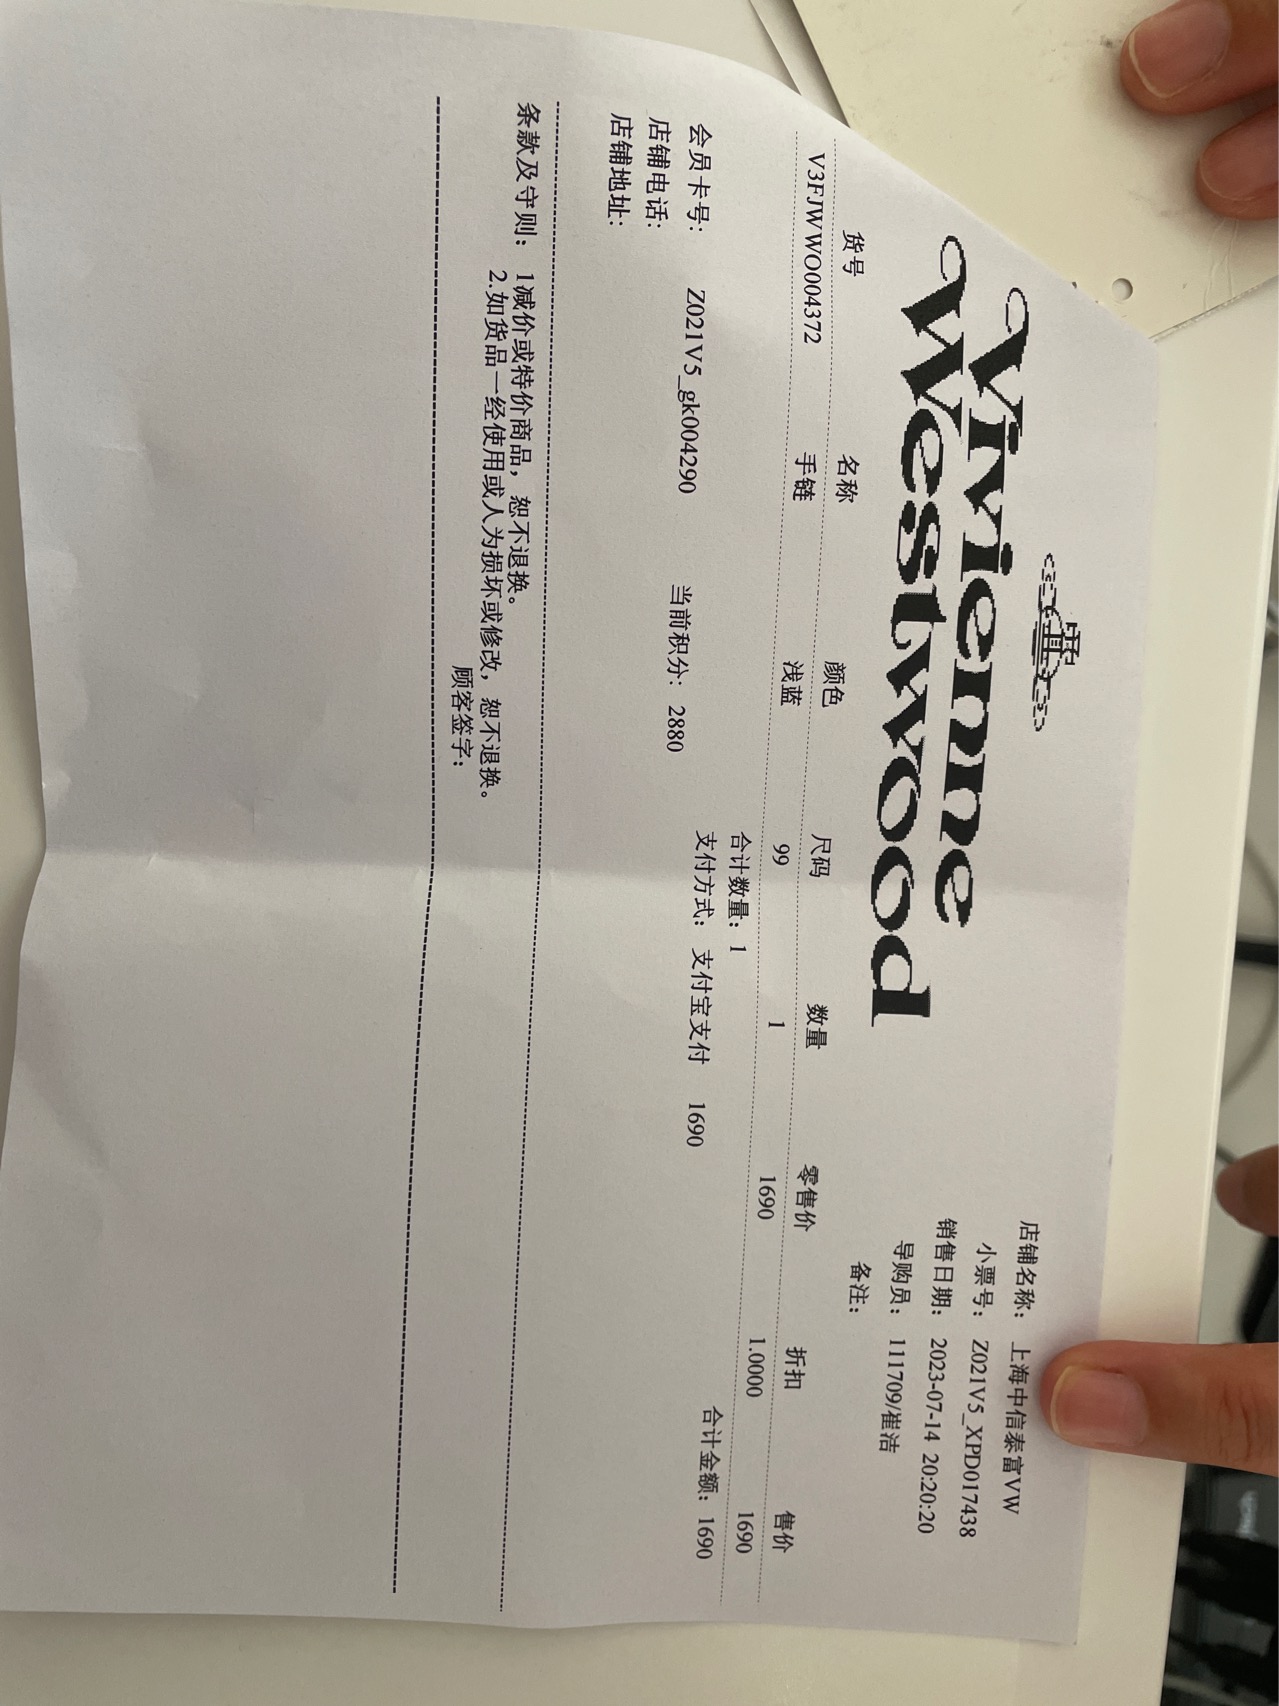 Vivienne
Westwood
店铺名称： 上海中信泰富VW
小票号： Z021V5_XPD017438
销售日期： 2023-07-14 20:20:20
导购员： 111709/崔洁
备注：
货号 名称 颜色 尺码 数量 零售价 折扣 售价
V3FJWWO004372 手链 浅蓝 99 1 1690 1.0000 1690
合计数量：1 合计金额：1690
会员卡号： Z021V5_gk004290 当前积分： 2880 支付方式： 支付宝支付 1690
店铺电话：
店铺地址：
条款及守则： 1减价或特价商品，恕不退换。
2.如货品一经使用或人为损坏或修改，恕不退换。
顾客签字：